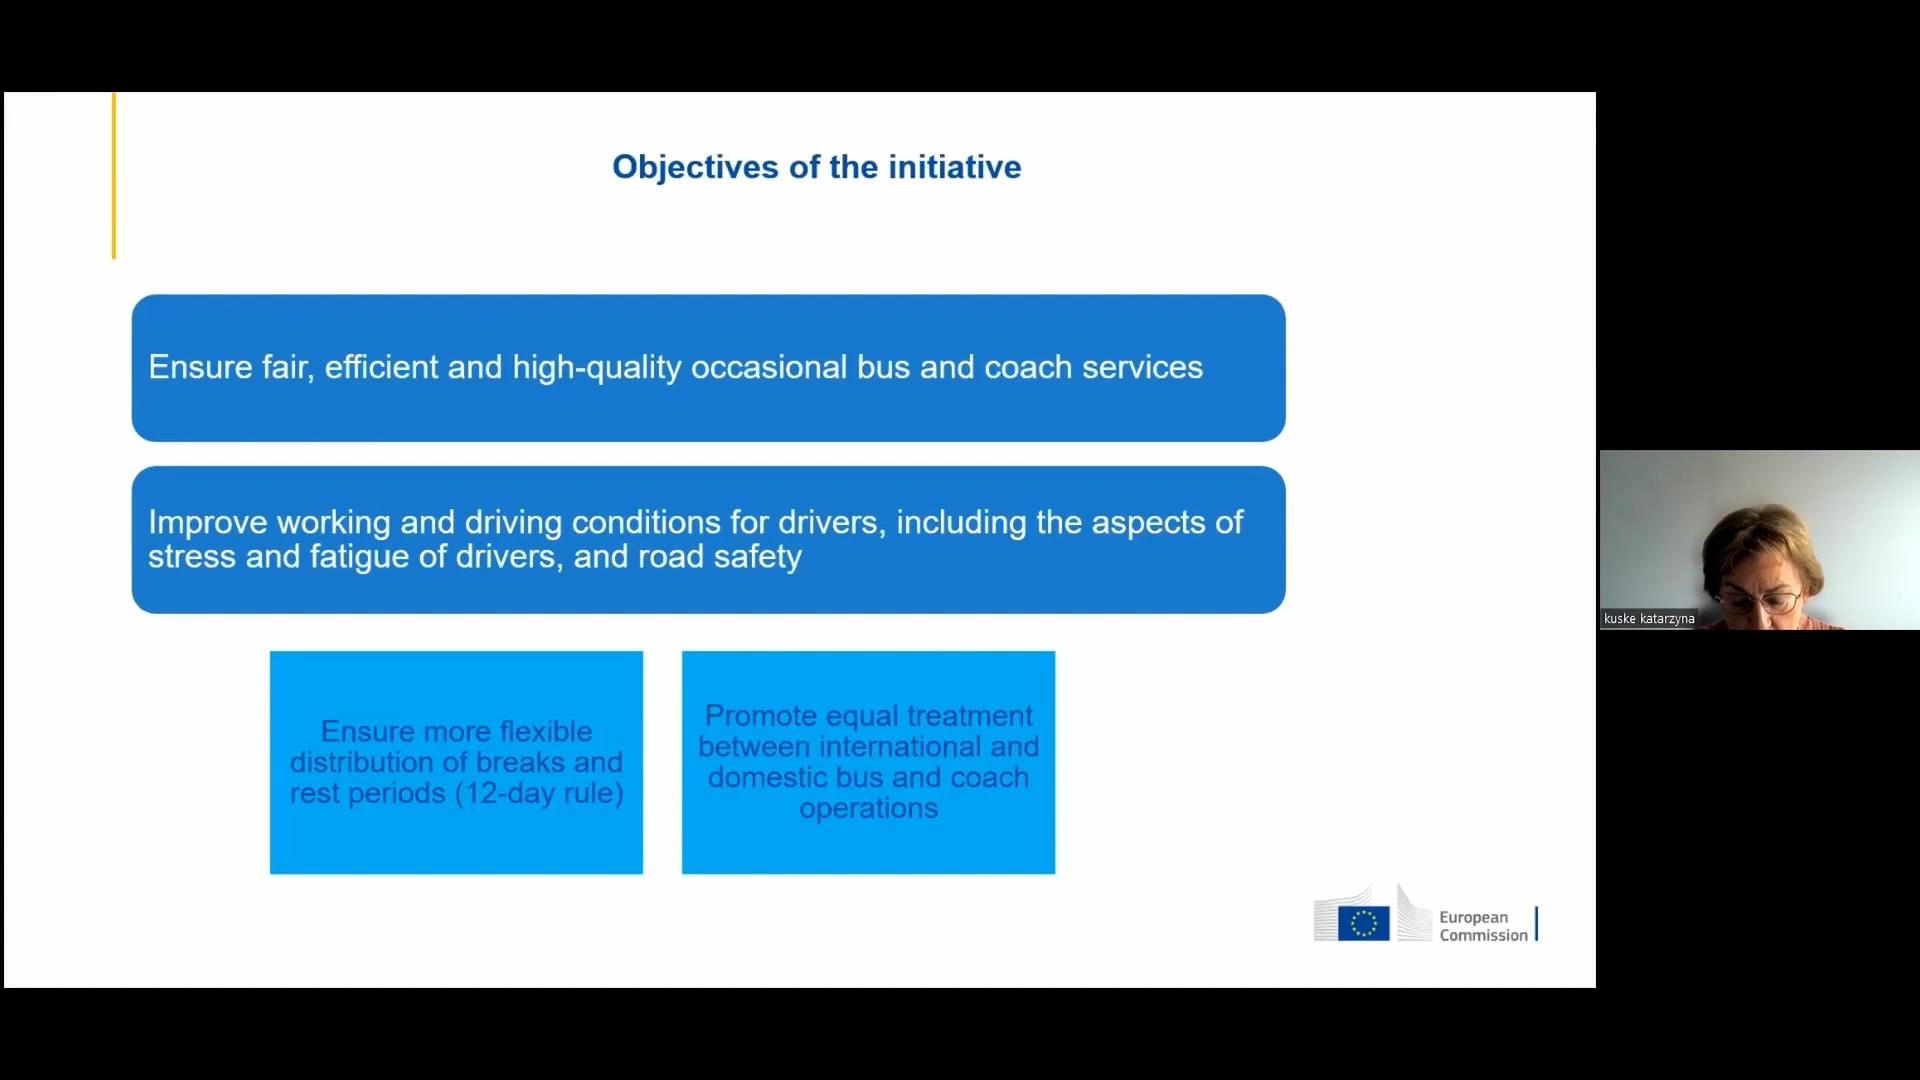 Objectives of the initiative
Ensure fair, efficient and high-quality occasional bus and coach services
Improve working and driving conditions for drivers, including the aspects of
stress and fatigue of drivers, and road safety
Ensure more flexible
distribution of breaks and
rest periods (12-day rule)
Promote equal treatment
between international and
domestic bus and coach
operations
European
Commission
kuske katarzyna